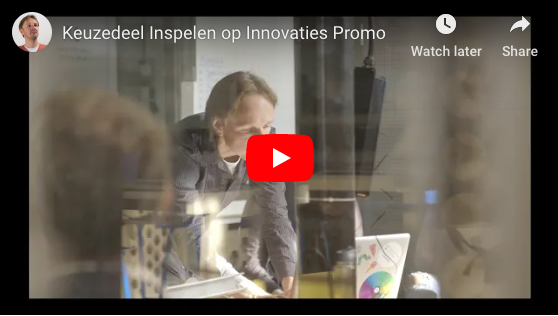 Keuzedeel Inspelen op Innovaties Promo
Watch later
Share